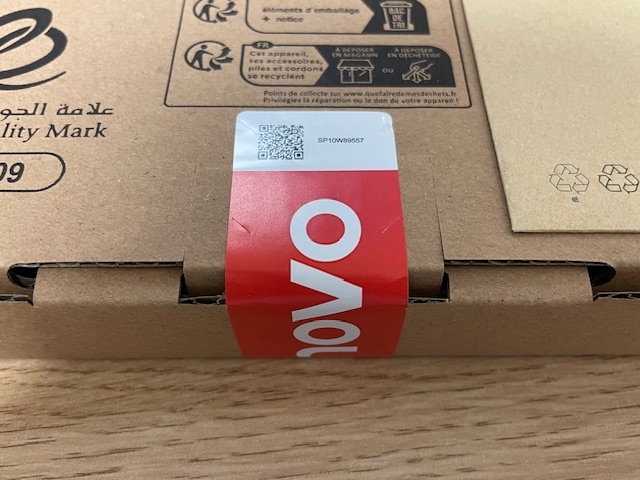 éléments d'emballage
+ notice
BAC
DE
TRI
FR
Cet appareil,
ses accessoires,
piles et cordons
se recyclent
À DÉPOSER
EN MAGASIN
OU
À DÉPOSER
EN DÉCHÈTERIE
Points de collecte sur www.quefairedemesdechets.fr
Privilégiez la réparation ou le don de votre appareil !
علامة الجو
lity Mark
09
SP10W89557
novo